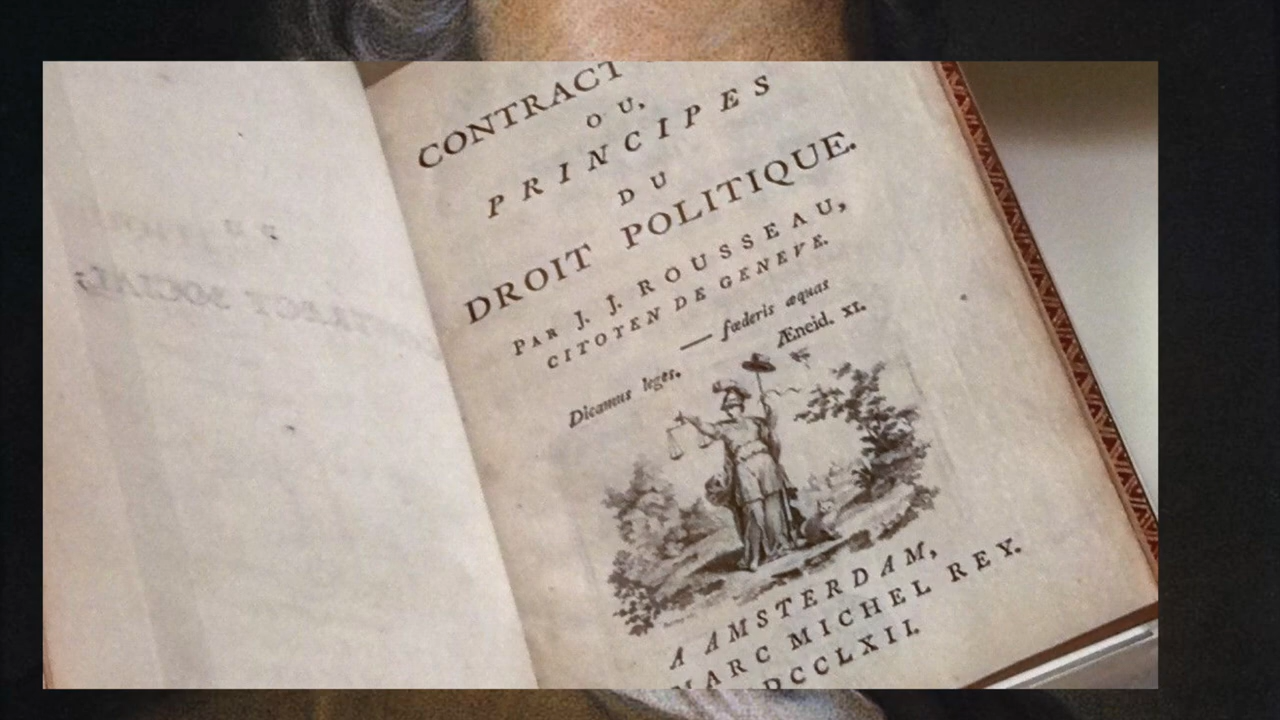 CONTRACT
OU,
PRINCIPES
DU
DROIT POLITIQUE.
PAR J. J. ROUSSEAU,
CITOYEN DE GENEVE.
— fœderis æquas
Dicamus leges. Æneid. XI.
A AMSTERDAM,
MARC MICHEL REY.
DCCLXII.